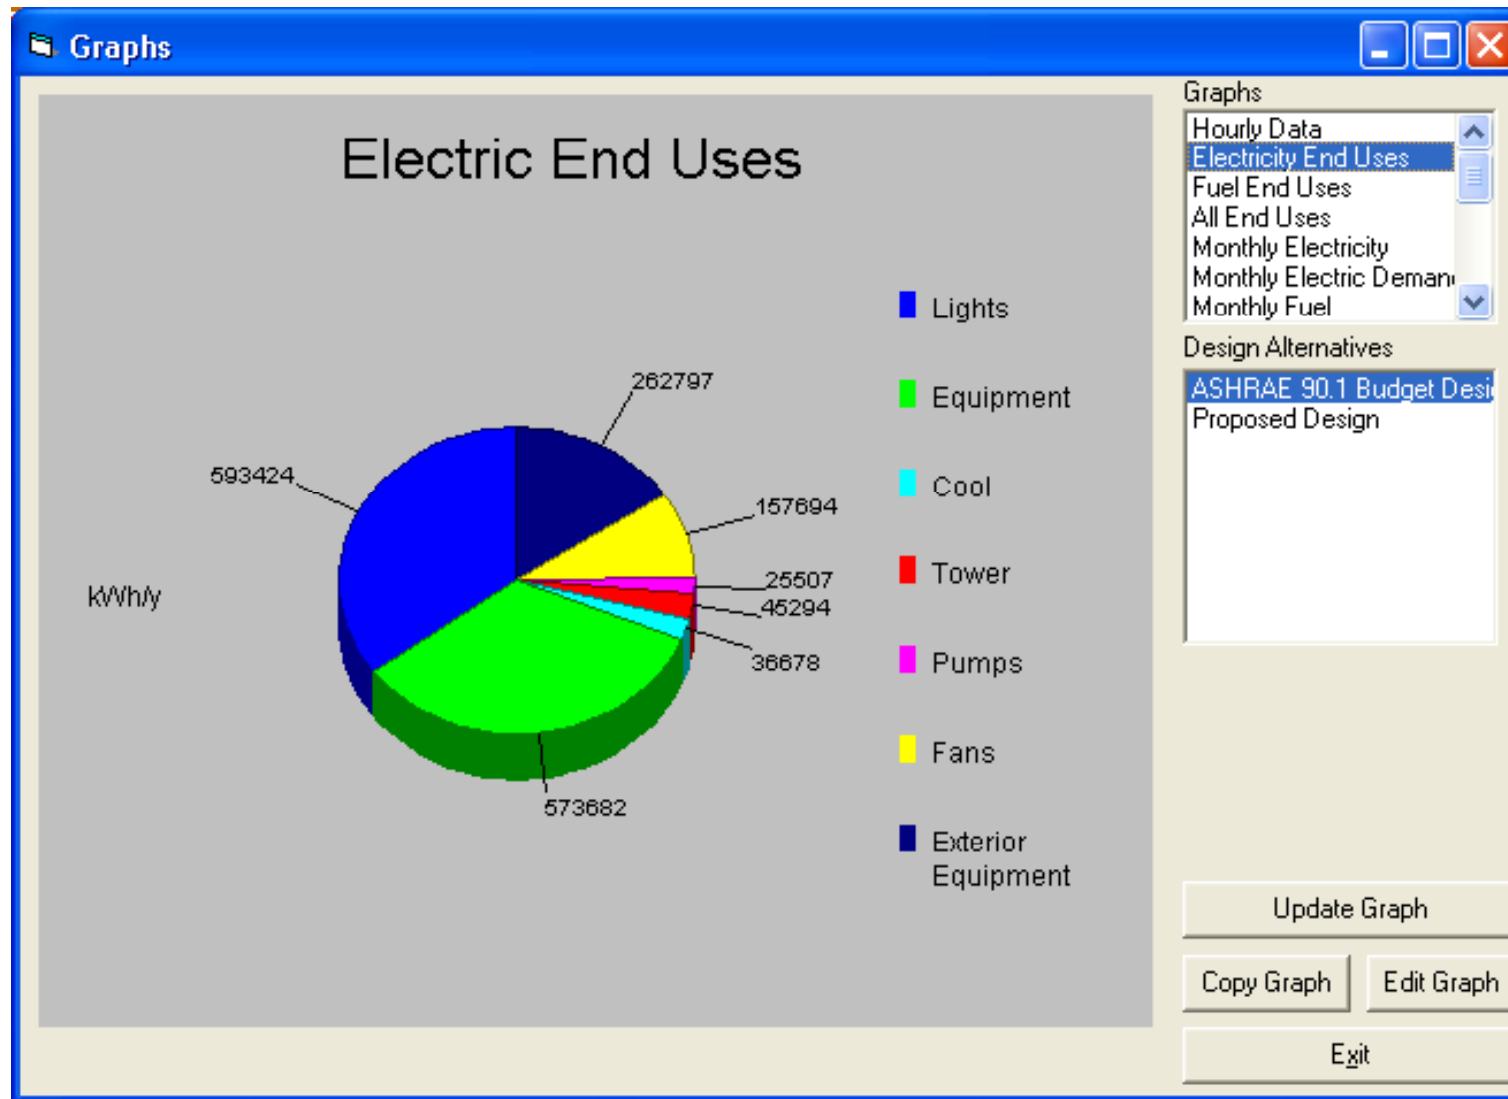 Graphs
Electric End Uses
262797
593424
157694
25507
45294
36678
573682
kWh/y
Lights
Equipment
Cool
Tower
Pumps
Fans
Exterior
Equipment
Graphs
Hourly Data
Electricity End Uses
Fuel End Uses
All End Uses
Monthly Electricity
Monthly Electric Deman
Monthly Fuel
Design Alternatives
ASHRAE 90.1 Budget Desi
Proposed Design
Update Graph
Copy Graph
Edit Graph
Exit